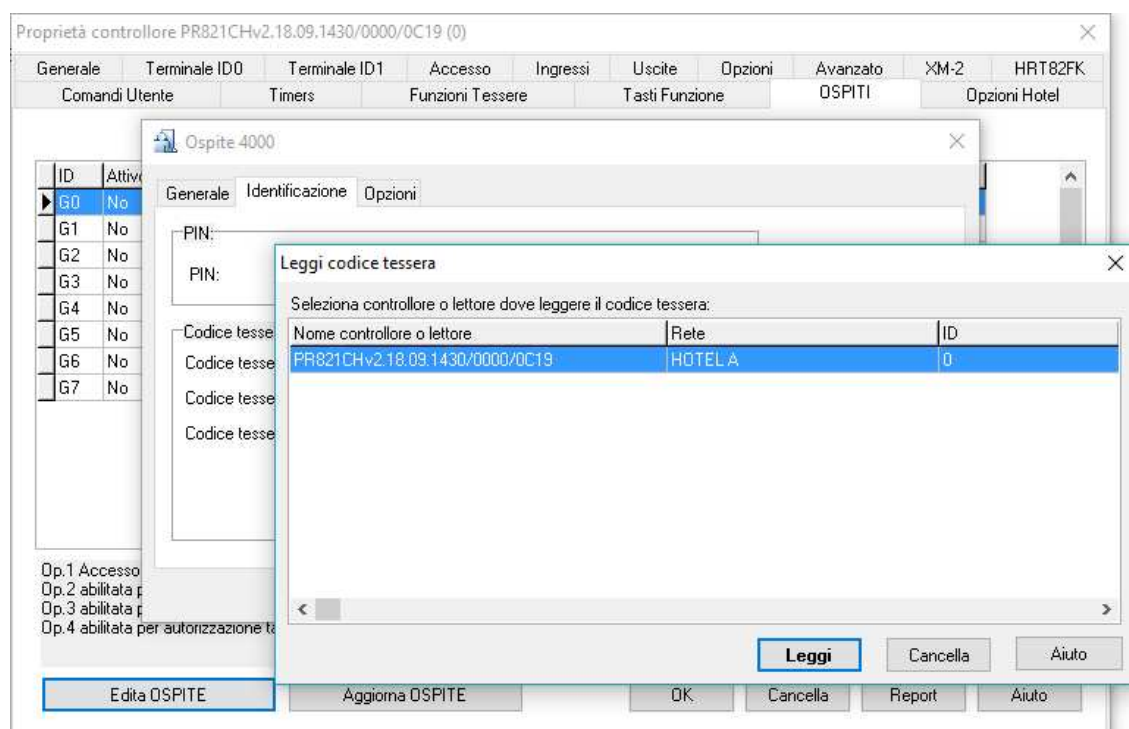 Proprietà controllore PR821CHv2.18.09.1430/0000/0C19 (0)
Generale Terminale ID0 Terminale ID1 Accesso Ingressi Uscite Opzioni Avanzato XM-2 HRT82FK
Comandi Utente Timers Funzioni Tessere Tasti Funzione OSPITI Opzioni Hotel
Ospite 4000
Generale Identificazione Opzioni
ID Attivo
G0 No
G1 No
G2 No
G3 No
G4 No
G5 No
G6 No
G7 No
PIN:
PIN:
Codice tesse
Codice tesse
Codice tesse
Codice tesse
Leggi codice tessera
Seleziona controllore o lettore dove leggere il codice tessera:
Nome controllore o lettore Rete ID
PR821CHv2.18.09.1430/0000/0C19 HOTEL A 0
Leggi Cancella Aiuto
Op.1 Accesso
Op.2 abilitata p
Op.3 abilitata p
Op.4 abilitata per autorizzazione ta
Edita OSPITE Aggiorna OSPITE OK Cancella Report Aiuto